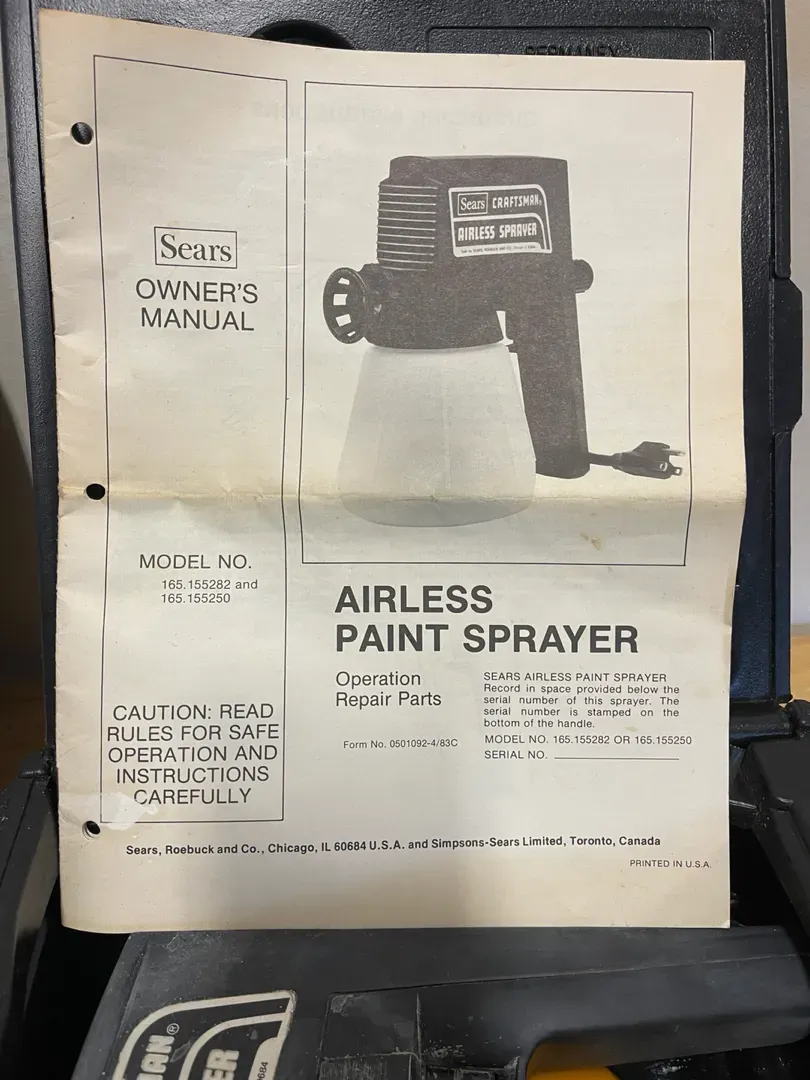 Sears
OWNER'S
MANUAL
MODEL NO.
165.155282 and
165.155250
CAUTION: READ
RULES FOR SAFE
OPERATION AND
INSTRUCTIONS
CAREFULLY
Sears CRAFTSMAN®
AIRLESS SPRAYER
AIRLESS
PAINT SPRAYER
Operation
Repair Parts
Form No. 0501092-4/83C
SEARS AIRLESS PAINT SPRAYER
Record in space provided below the
serial number of this sprayer. The
serial number is stamped on the
bottom of the handle.
MODEL NO. 165.155282 OR 165.155250
SERIAL NO.
Sears, Roebuck and Co., Chicago, IL 60684 U.S.A. and Simpsons-Sears Limited, Toronto, Canada
PRINTED IN U.S.A.
MAN®
ER
684